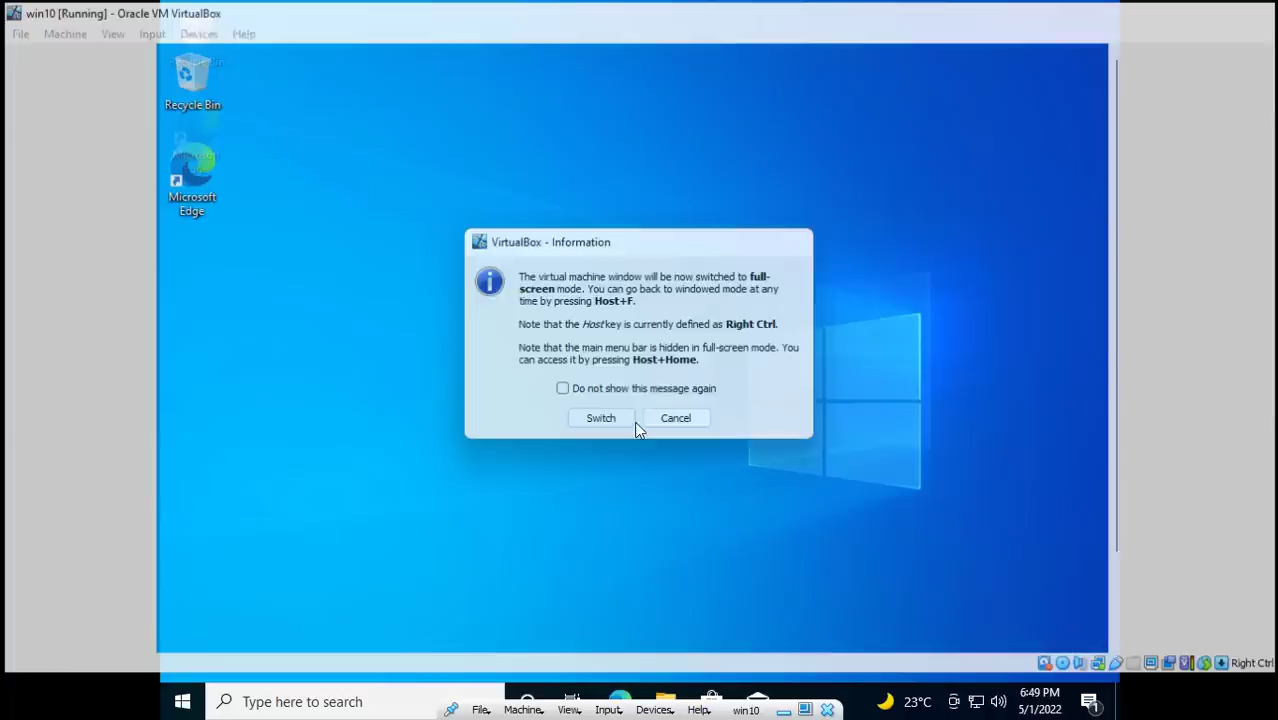 win10 [Running] - Oracle VM VirtualBox
File Machine View Input Devices Help
Recycle Bin
Microsoft
Edge
VirtualBox - Information
The virtual machine window will be now switched to full-
screen mode. You can go back to windowed mode at any
time by pressing Host+F.
Note that the Host key is currently defined as Right Ctrl.
Note that the main menu bar is hidden in full-screen mode. You
can access it by pressing Host+Home.
Do not show this message again
Switch Cancel
Right Ctrl
Type here to search
23°C
6:49 PM
5/1/2022
1
File Machine View Input Devices Help win10